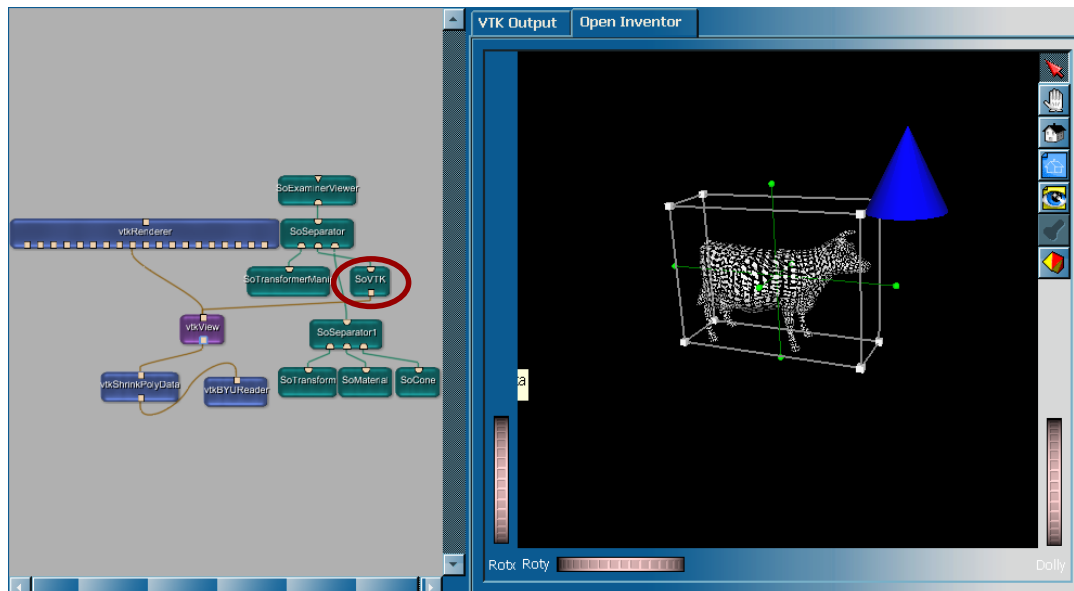 VTK Output Open Inventor
SoExaminerViewer
vtkRenderer SoSeparator
SoTransformerMani SoVTK
vtkView SoSeparator1
vtkShrinkPolyData vtkBYUReader SoTransform SoMaterial SoCone
ta
Rotx Roty Dolly